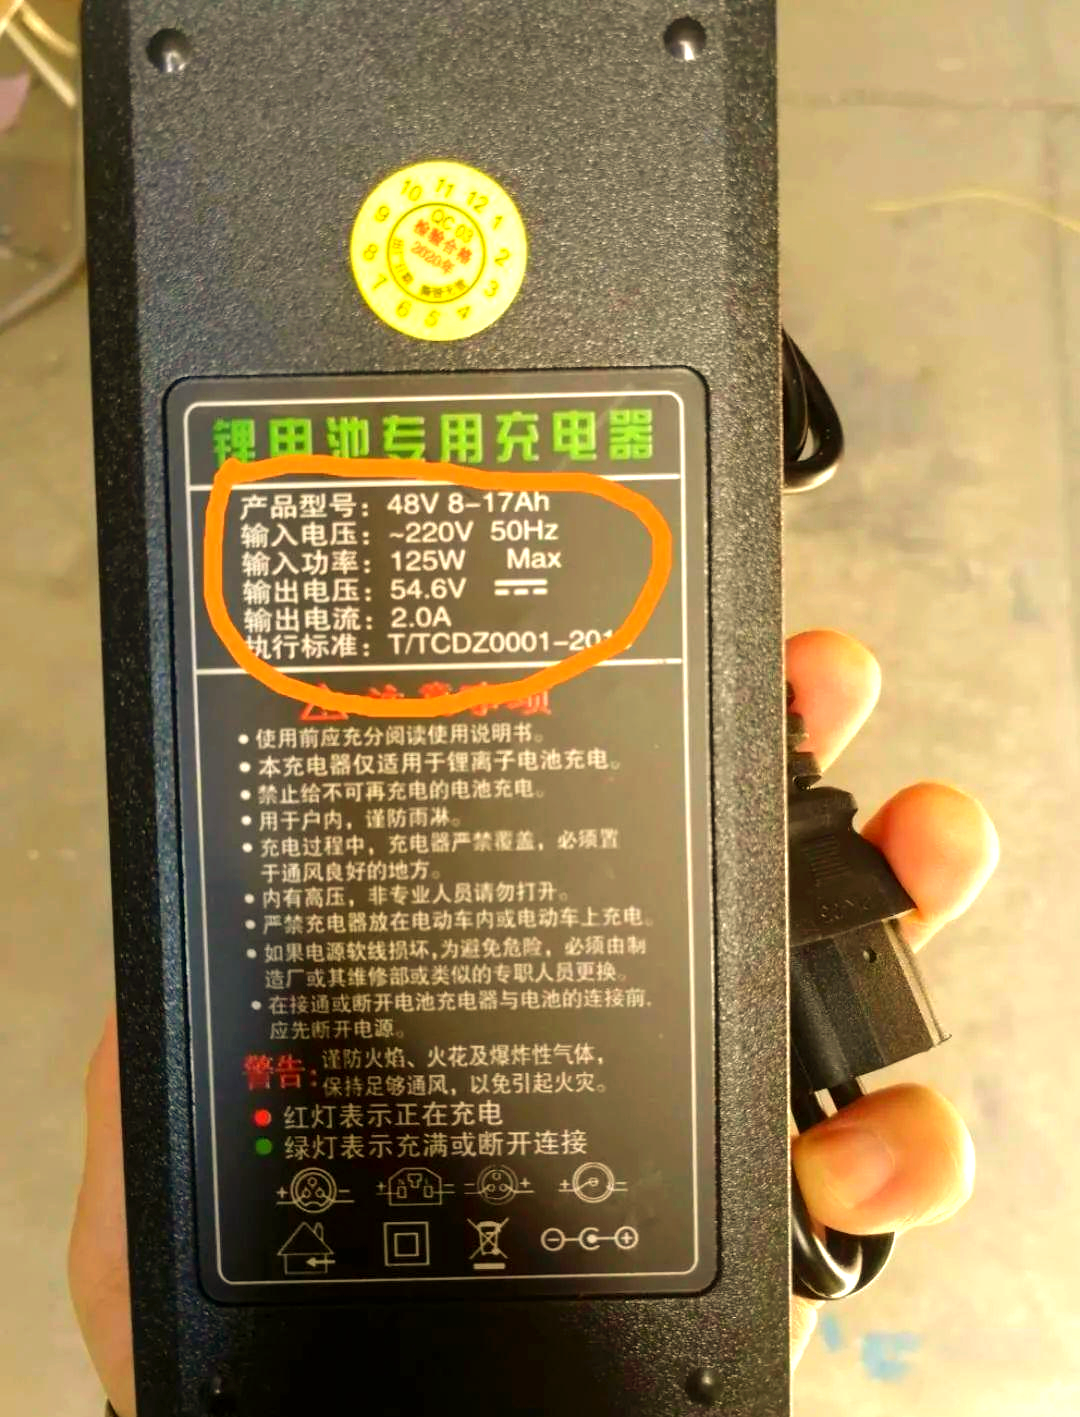 10 11 12 1 2 3 4 5 6 7 8 9
QC 03
检验合格
2020年
锂电池专用充电器
产品型号：48V 8-17Ah
输入电压：~220V 50Hz
输入功率：125W Max
输出电压：54.6V
输出电流：2.0A
执行标准：T/TCDZ0001-201
注意事项
•使用前应充分阅读使用说明书。
•本充电器仅适用于锂离子电池充电。
•禁止给不可再充电的电池充电。
•用于户内，谨防雨淋。
•充电过程中，充电器严禁覆盖，必须置
于通风良好的地方。
•内有高压，非专业人员请勿打开。
•严禁充电器放在电动车内或电动车上充电。
•如果电源软线损坏，为避免危险，必须由制
造厂或其维修部或类似的专职人员更换。
•在接通或断开电池充电器与电池的连接前，
应先断开电源。
警告：谨防火焰、火花及爆炸性气体，
保持足够通风，以免引起火灾。
红灯表示正在充电
绿灯表示充满或断开连接